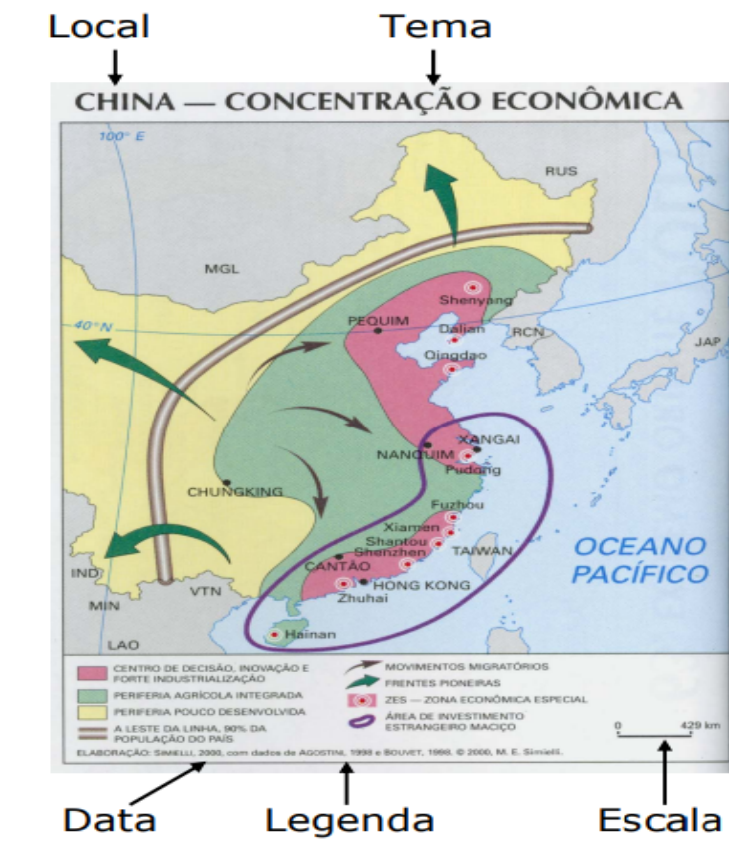 Local
Tema
CHINA — CONCENTRAÇÃO ECONÔMICA
100° E
RUS
MGL
Shenyang
PEQUIM
40°N
Daljan
RCN
JAP
Qingdao
XANGAI
NANQUIM
Pudong
CHUNGKING
Fuzhou
Xiamen
Shantou
TAIWAN
Shenzhen
OCEANO
PACÍFICO
CANTÃO
IND
HONG KONG
VTN
Zhuhai
MIN
Hainan
LAO
CENTRO DE DECISÃO, INOVAÇÃO E
FORTE INDUSTRIALIZAÇÃO
PERIFERIA AGRÍCOLA INTEGRADA
PERIFERIA POUCO DESENVOLVIDA
A LESTE DA LINHA, 90% DA
POPULAÇÃO DO PAÍS
MOVIMENTOS MIGRATÓRIOS
FRENTES PIONEIRAS
ZES — ZONA ECONÔMICA ESPECIAL
ÁREA DE INVESTIMENTO
ESTRANGEIRO MACIÇO
0 429 km
ELABORAÇÃO: SIMIELLI, 2000, com dados de AGOSTINI, 1998 e BOUVET, 1998. © 2000, M. E. Simielli.
Data
Legenda
Escala